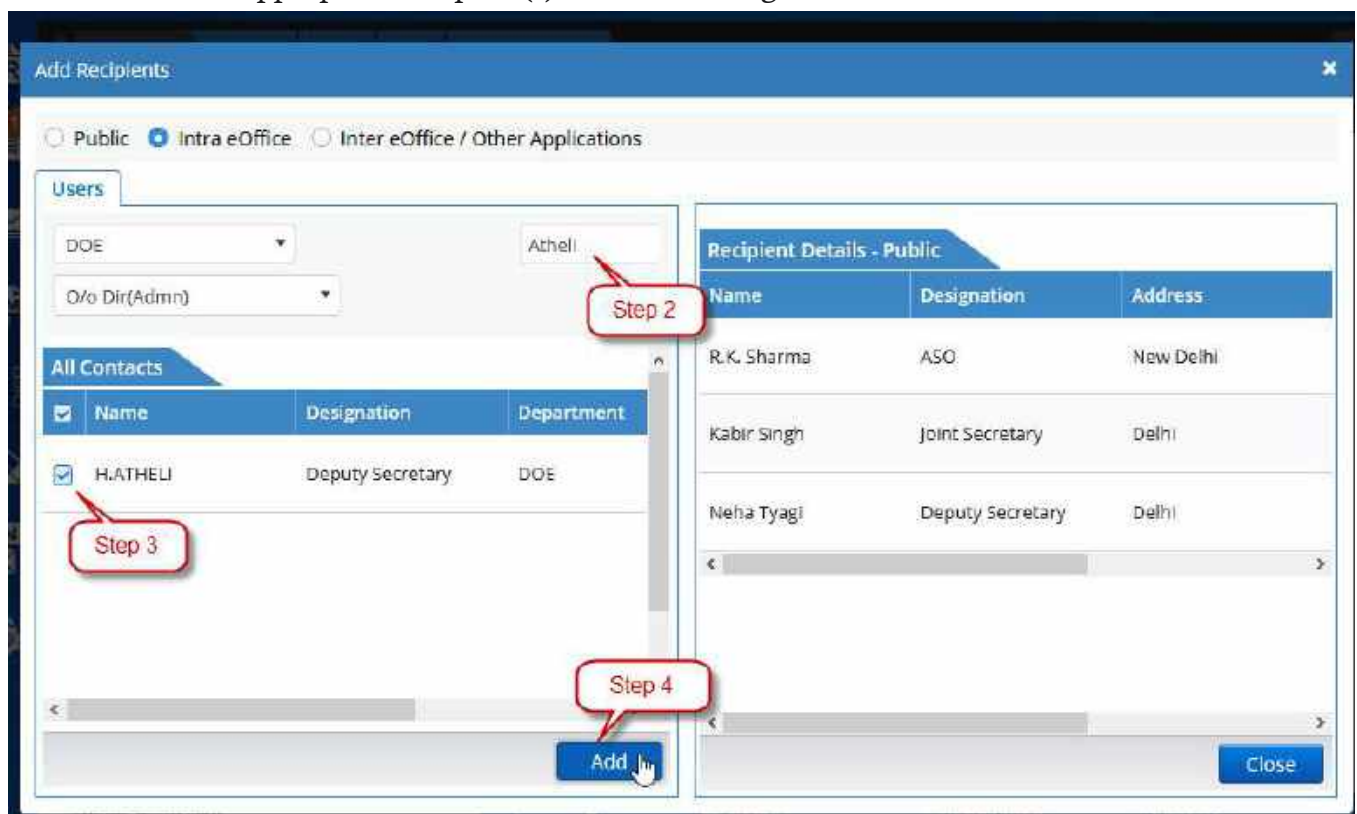 Add Recipients
Public Intra eOffice Inter eOffice / Other Applications
Users
DOE
Atheli
O/o Dir(Admn)
Step 2
All Contacts
Name Designation Department
H.ATHELI Deputy Secretary DOE
Step 3
Step 4
Add
Recipient Details - Public
Name Designation Address
R.K. Sharma ASO New Delhi
Kabir Singh Joint Secretary Delhi
Neha Tyagi Deputy Secretary Delhi
Close